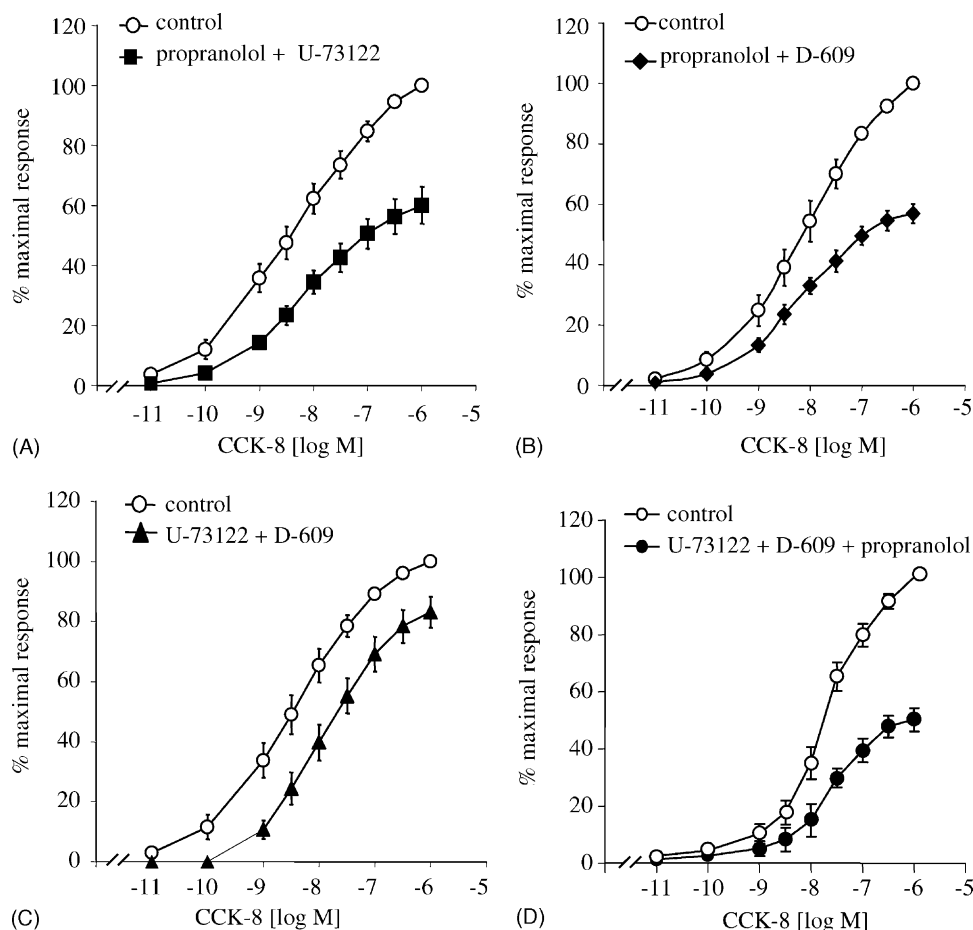 120
control
propranolol + U-73122
100
80
60
40
20
0
% maximal response
-11 -10 -9 -8 -7 -6 -5
(A)
CCK-8 [log M]
120
control
propranolol + D-609
100
80
60
40
20
0
% maximal response
-11 -10 -9 -8 -7 -6 -5
(B)
CCK-8 [log M]
120
control
U-73122 + D-609
100
80
60
40
20
0
% maximal response
-11 -10 -9 -8 -7 -6 -5
(C)
CCK-8 [log M]
120
control
U-73122 + D-609 + propranolol
100
80
60
40
20
0
% maximal response
-11 -10 -9 -8 -7 -6 -5
(D)
CCK-8 [log M]